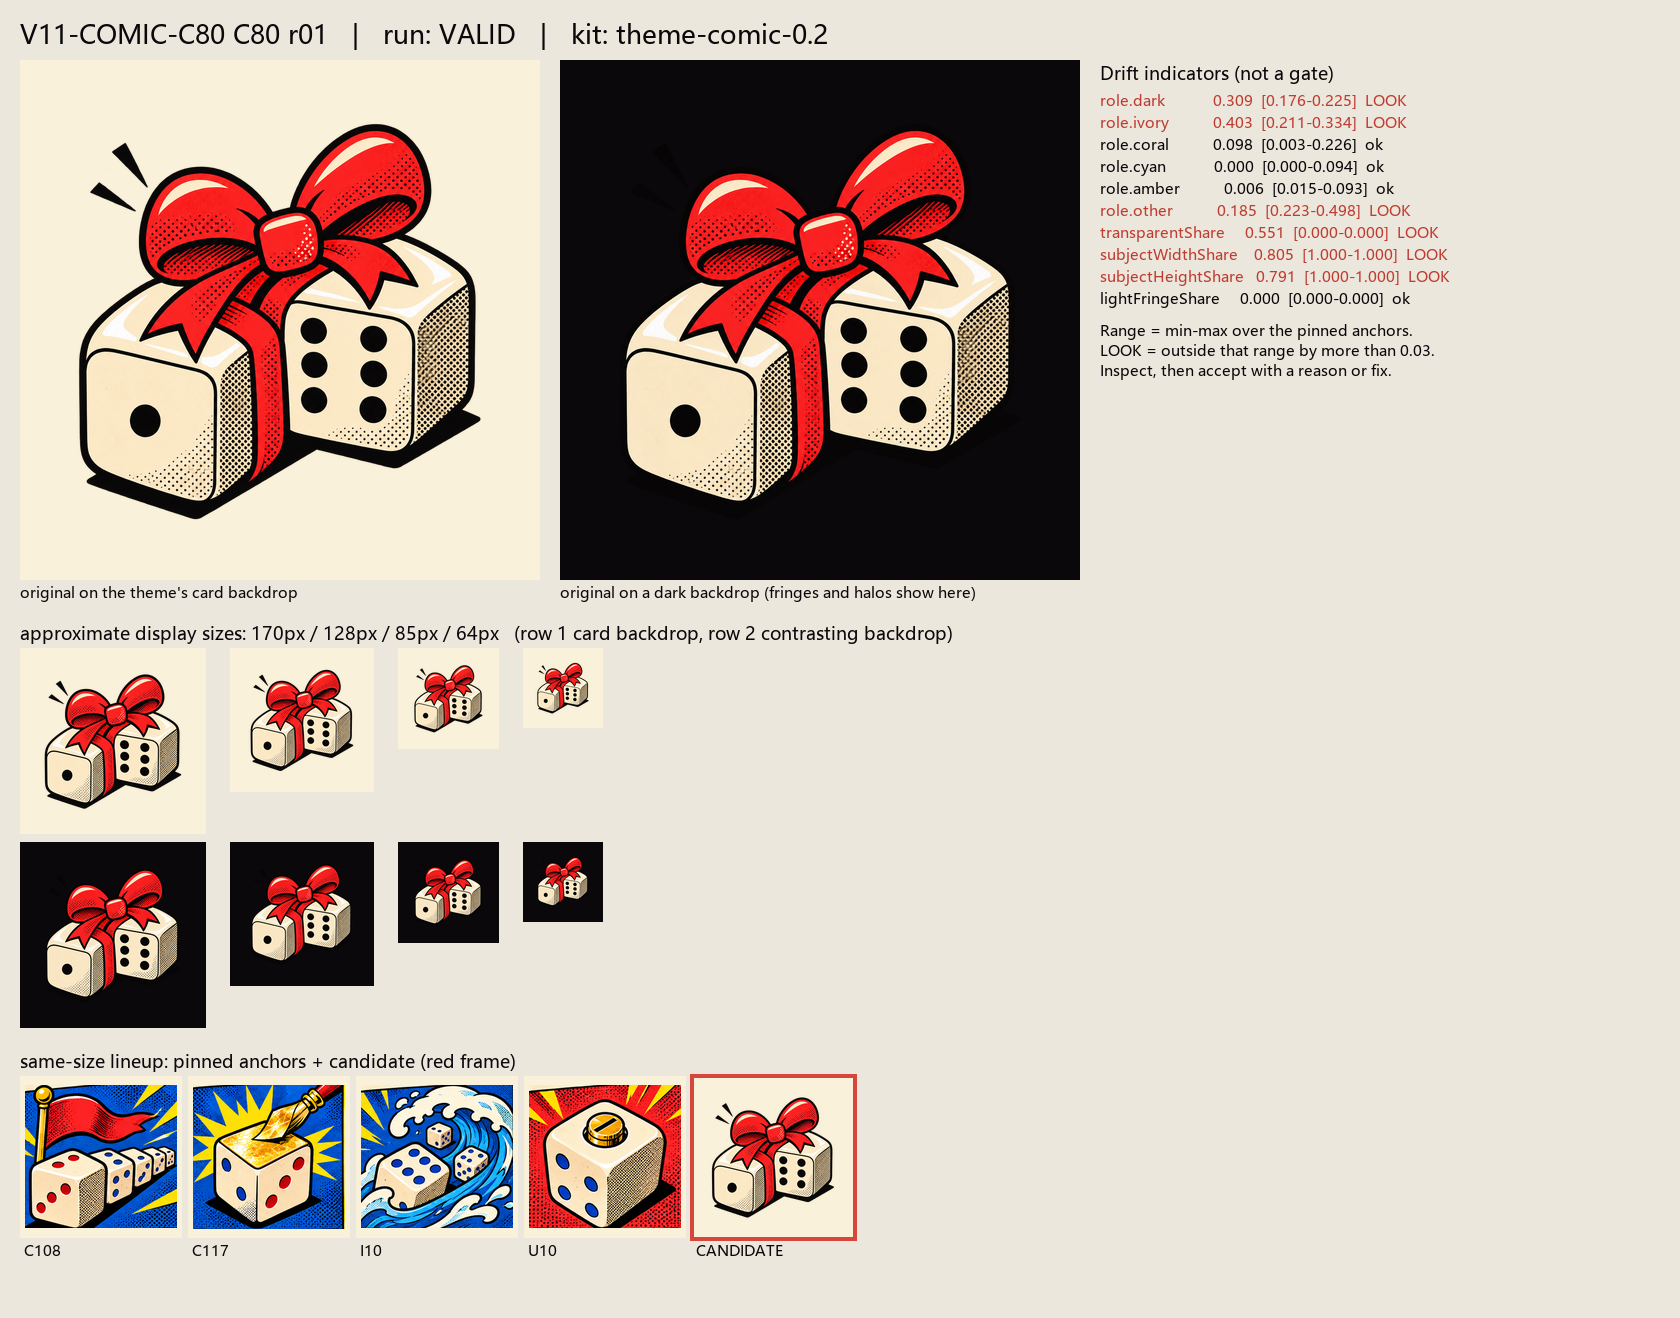 V11-COMIC-C80 C80 r01 | run: VALID | kit: theme-comic-0.2
Drift indicators (not a gate)
role.dark 0.309 [0.176-0.225] LOOK
role.ivory 0.403 [0.211-0.334] LOOK
role.coral 0.098 [0.003-0.226] ok
role.cyan 0.000 [0.000-0.094] ok
role.amber 0.006 [0.015-0.093] ok
role.other 0.185 [0.223-0.498] LOOK
transparentShare 0.551 [0.000-0.000] LOOK
subjectWidthShare 0.805 [1.000-1.000] LOOK
subjectHeightShare 0.791 [1.000-1.000] LOOK
lightFringeShare 0.000 [0.000-0.000] ok
Range = min-max over the pinned anchors.
LOOK = outside that range by more than 0.03.
Inspect, then accept with a reason or fix.
original on the theme's card backdrop
original on a dark backdrop (fringes and halos show here)
approximate display sizes: 170px / 128px / 85px / 64px (row 1 card backdrop, row 2 contrasting backdrop)
same-size lineup: pinned anchors + candidate (red frame)
C108
C117
I10
U10
CANDIDATE